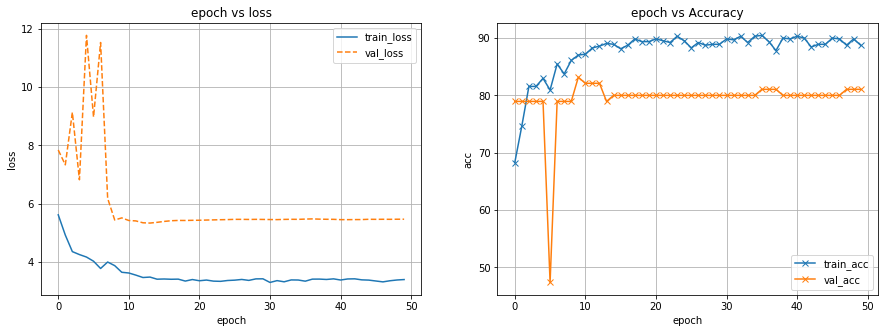 epoch vs loss
12
10
8
6
4
loss
0
10
20
30
40
50
epoch
train_loss
val_loss
epoch vs Accuracy
90
80
70
60
50
acc
0
10
20
30
40
50
epoch
train_acc
val_acc